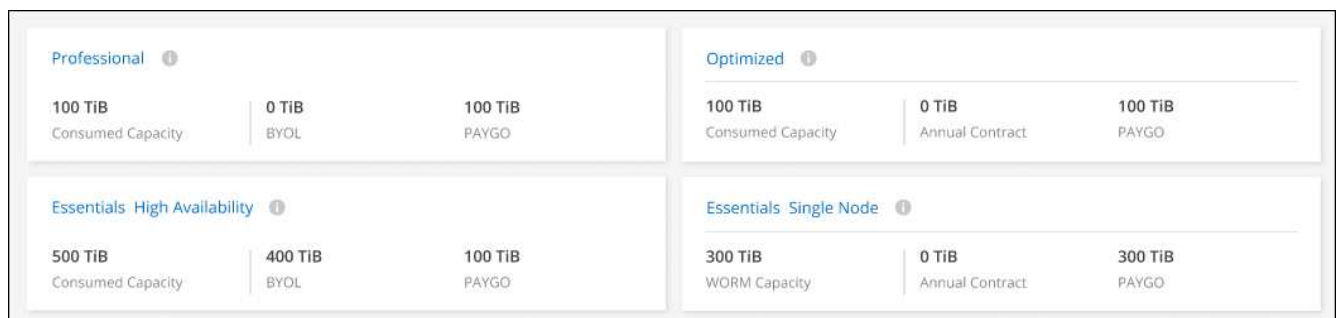 Professional
100 TiB 0 TiB 100 TiB
Consumed Capacity BYOL PAYGO
Optimized
100 TiB 0 TiB 100 TiB
Consumed Capacity Annual Contract PAYGO
Essentials High Availability
500 TiB 400 TiB 100 TiB
Consumed Capacity BYOL PAYGO
Essentials Single Node
300 TiB 0 TiB 300 TiB
WORM Capacity Annual Contract PAYGO